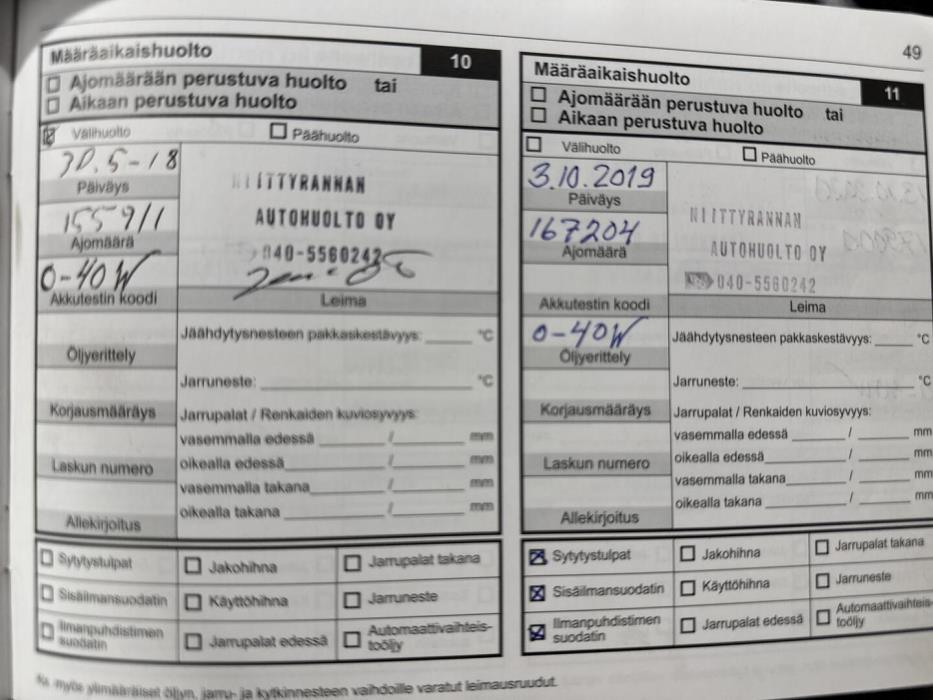 49
Määräaikaishuolto
10
Ajomäärään perustuva huolto tai
Aikaan perustuva huolto
Välihuolto
Päähuolto
30.5-18
Päiväys
NIITTYRANNAN
AUTOHUOLTO OY
040-5560242
155911
Ajomäärä
0-40W
Akkutestin koodi
Leima
Jäähdytysnesteen pakkaskestävyys: °C
Öljyerittely
Jarruneste: °C
Korjausmääräys
Jarrupalat / Renkaiden kuviosyvyys:
vasemmalla edessä / mm
Laskun numero
oikealla edessä / mm
vasemmalla takana / mm
oikealla takana / mm
Allekirjoitus
Sytytystulpat
Jakohihna
Jarrupalat takana
Sisäilmansuodatin
Käyttöhihna
Jarruneste
Ilmanpuhdistimen
suodatin
Jarrupalat edessä
Automaattivaihteis-
toöljy
Määräaikaishuolto
11
Ajomäärään perustuva huolto tai
Aikaan perustuva huolto
Välihuolto
Päähuolto
3.10.2019
Päiväys
NIITTYRANNAN
AUTOHUOLTO OY
040-5560242
167204
Ajomäärä
Akkutestin koodi
Leima
0-40W
Öljyerittely
Jäähdytysnesteen pakkaskestävyys: °C
Jarruneste: °C
Korjausmääräys
Jarrupalat / Renkaiden kuviosyvyys:
vasemmalla edessä / mm
Laskun numero
oikealla edessä / mm
vasemmalla takana / mm
oikealla takana / mm
Allekirjoitus
Sytytystulpat
Jakohihna
Jarrupalat takana
Sisäilmansuodatin
Käyttöhihna
Jarruneste
Ilmanpuhdistimen
suodatin
Jarrupalat edessä
Automaattivaihteis-
toöljy
myös ylimääräiset öljyn, jarru- ja kytkinnesteen vaihdoille varatut leimausruudut.